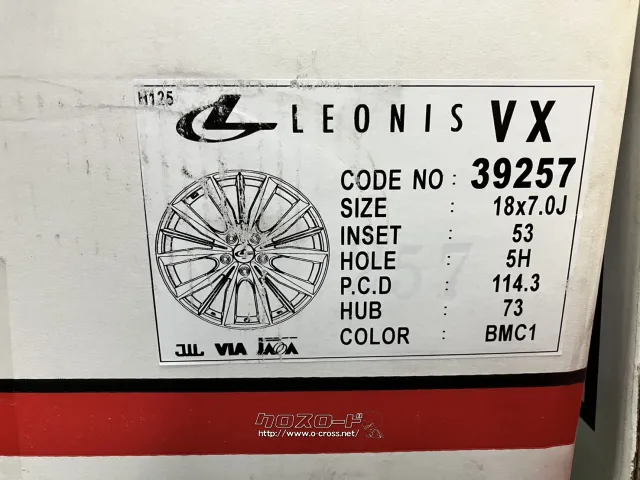 H125
LEONIS VX
CODE NO : 39257
SIZE : 18x7.0J
INSET : 53
HOLE : 5H
P.C.D : 114.3
HUB : 73
COLOR : BMC1
JWL VIA JAWA
クロスロード
http://www.o-cross.net/